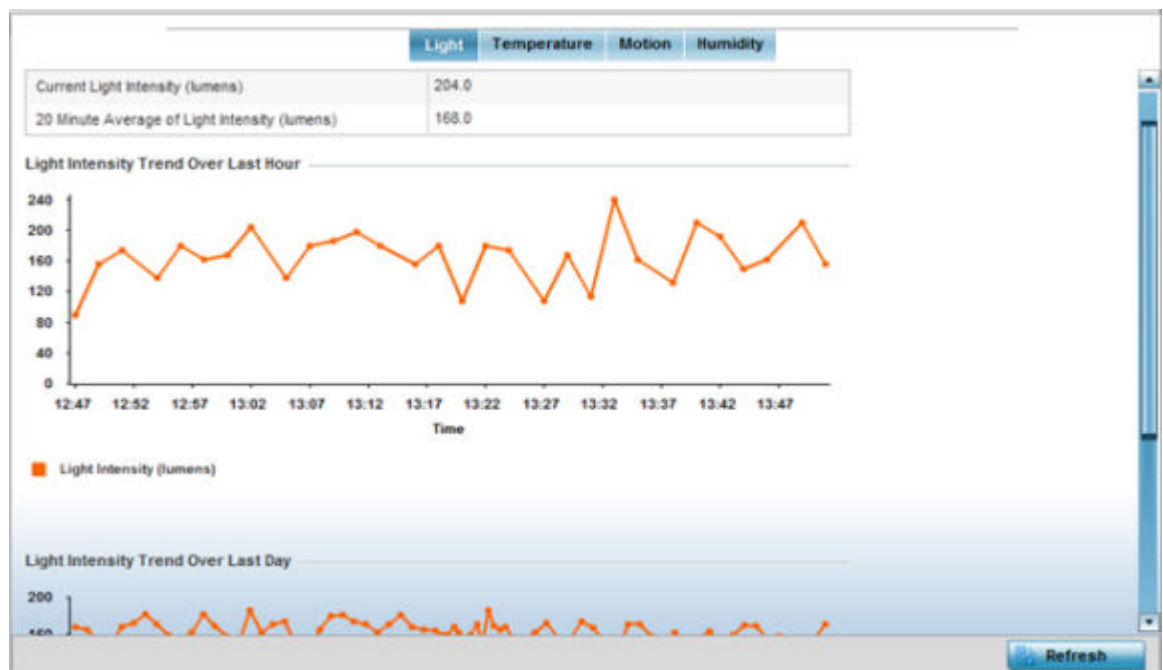 Light Temperature Motion Humidity
Current Light Intensity (lumens) 204.0
20 Minute Average of Light Intensity (lumens) 168.0
Light Intensity Trend Over Last Hour
240
200
160
120
80
40
0
12:47 12:52 12:57 13:02 13:07 13:12 13:17 13:22 13:27 13:32 13:37 13:42 13:47
Time
Light Intensity (lumens)
Light Intensity Trend Over Last Day
200
160
Refresh